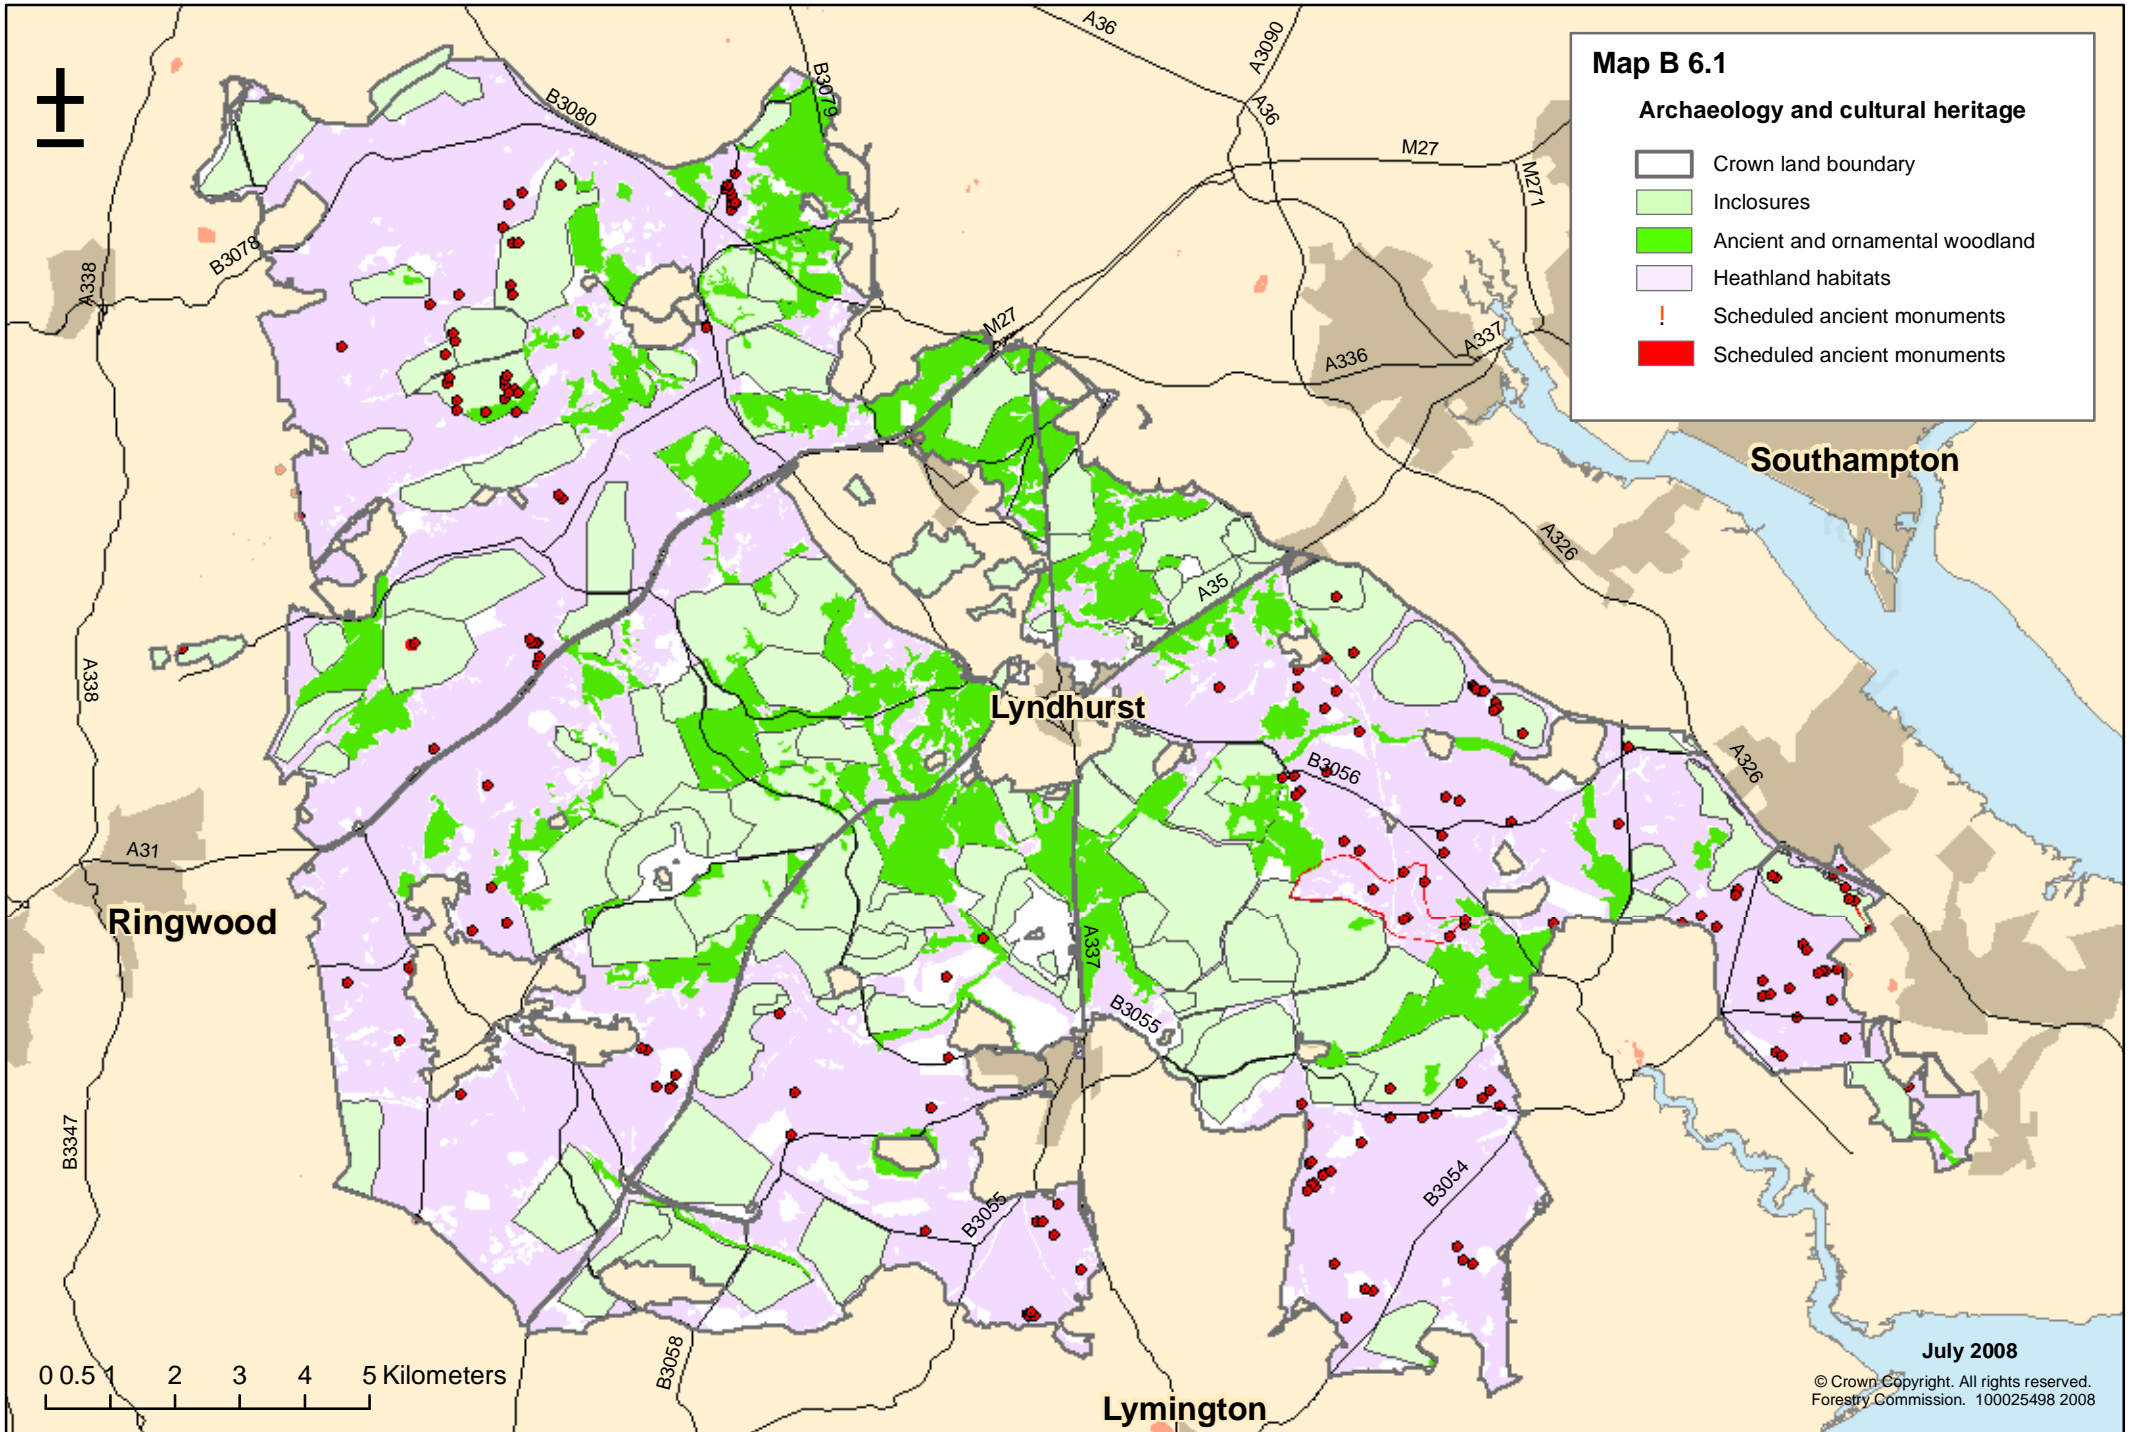 Map B 6.1
Archaeology and cultural heritage
Crown land boundary
Inclosures
Ancient and ornamental woodland
Heathland habitats
! Scheduled ancient monuments
Scheduled ancient monuments
±
A36
A3090
A36
B3079
B3080
M27
M271
B3078
A338
M27
A336
A337
Southampton
A326
A35
A338
Lyndhurst
A326
B3056
A31
Ringwood
A337
B3055
B3347
B3054
B3055
B3058
July 2008
0 0.5 1 2 3 4 5 Kilometers
© Crown Copyright. All rights reserved.
Forestry Commission. 100025498 2008
Lymington